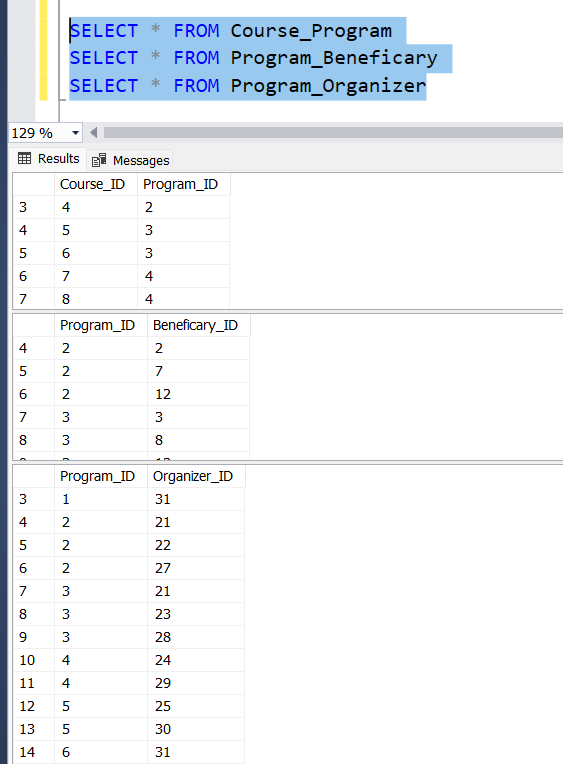 SELECT * FROM Course_Program
SELECT * FROM Program_Beneficary
SELECT * FROM Program_Organizer
129 %
Results Messages
Course_ID Program_ID
3 4 2
4 5 3
5 6 3
6 7 4
7 8 4
Program_ID Beneficary_ID
4 2 2
5 2 7
6 2 12
7 3 3
8 3 8
Program_ID Organizer_ID
3 1 31
4 2 21
5 2 22
6 2 27
7 3 21
8 3 23
9 3 28
10 4 24
11 4 29
12 5 25
13 5 30
14 6 31